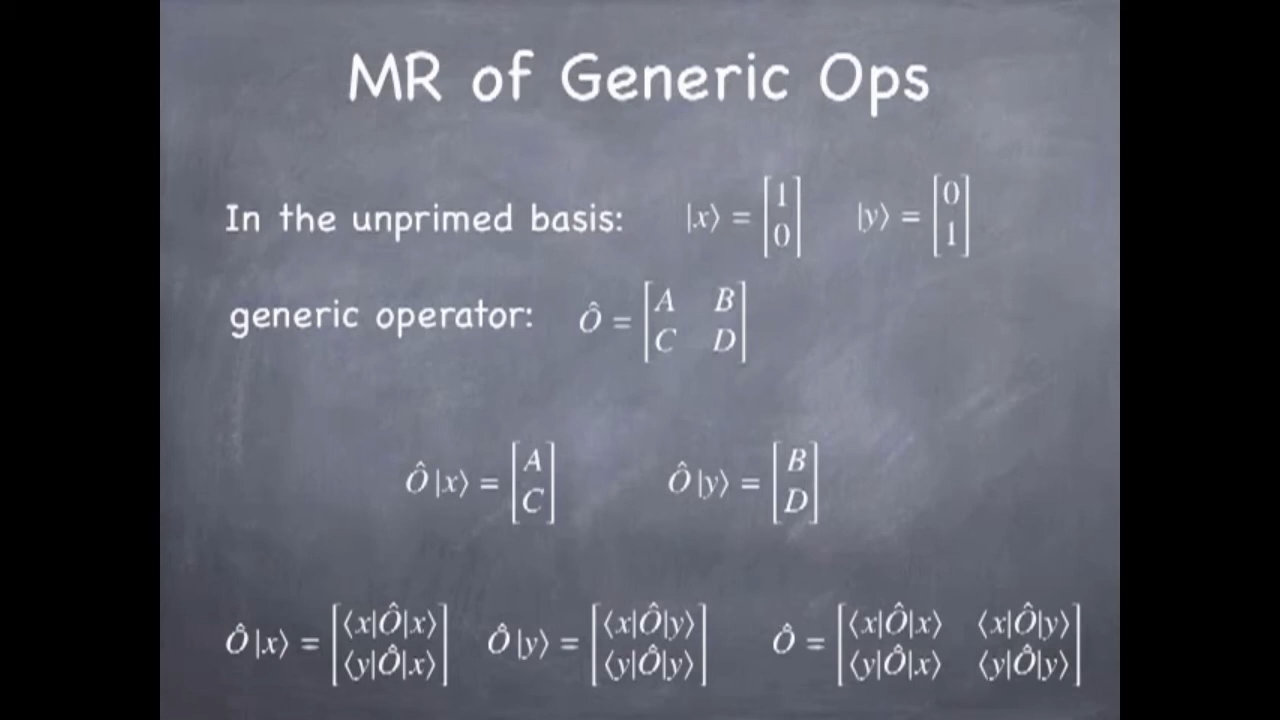 MR of Generic Ops
In the unprimed basis: |x⟩ = [1 0] |y⟩ = [0 1]
generic operator: Ô = [A B C D]
Ô|x⟩ = [A C] Ô|y⟩ = [B D]
Ô|x⟩ = [⟨x|Ô|x⟩ ⟨y|Ô|x⟩] Ô|y⟩ = [⟨x|Ô|y⟩ ⟨y|Ô|y⟩] Ô = [⟨x|Ô|x⟩ ⟨x|Ô|y⟩ ⟨y|Ô|x⟩ ⟨y|Ô|y⟩]